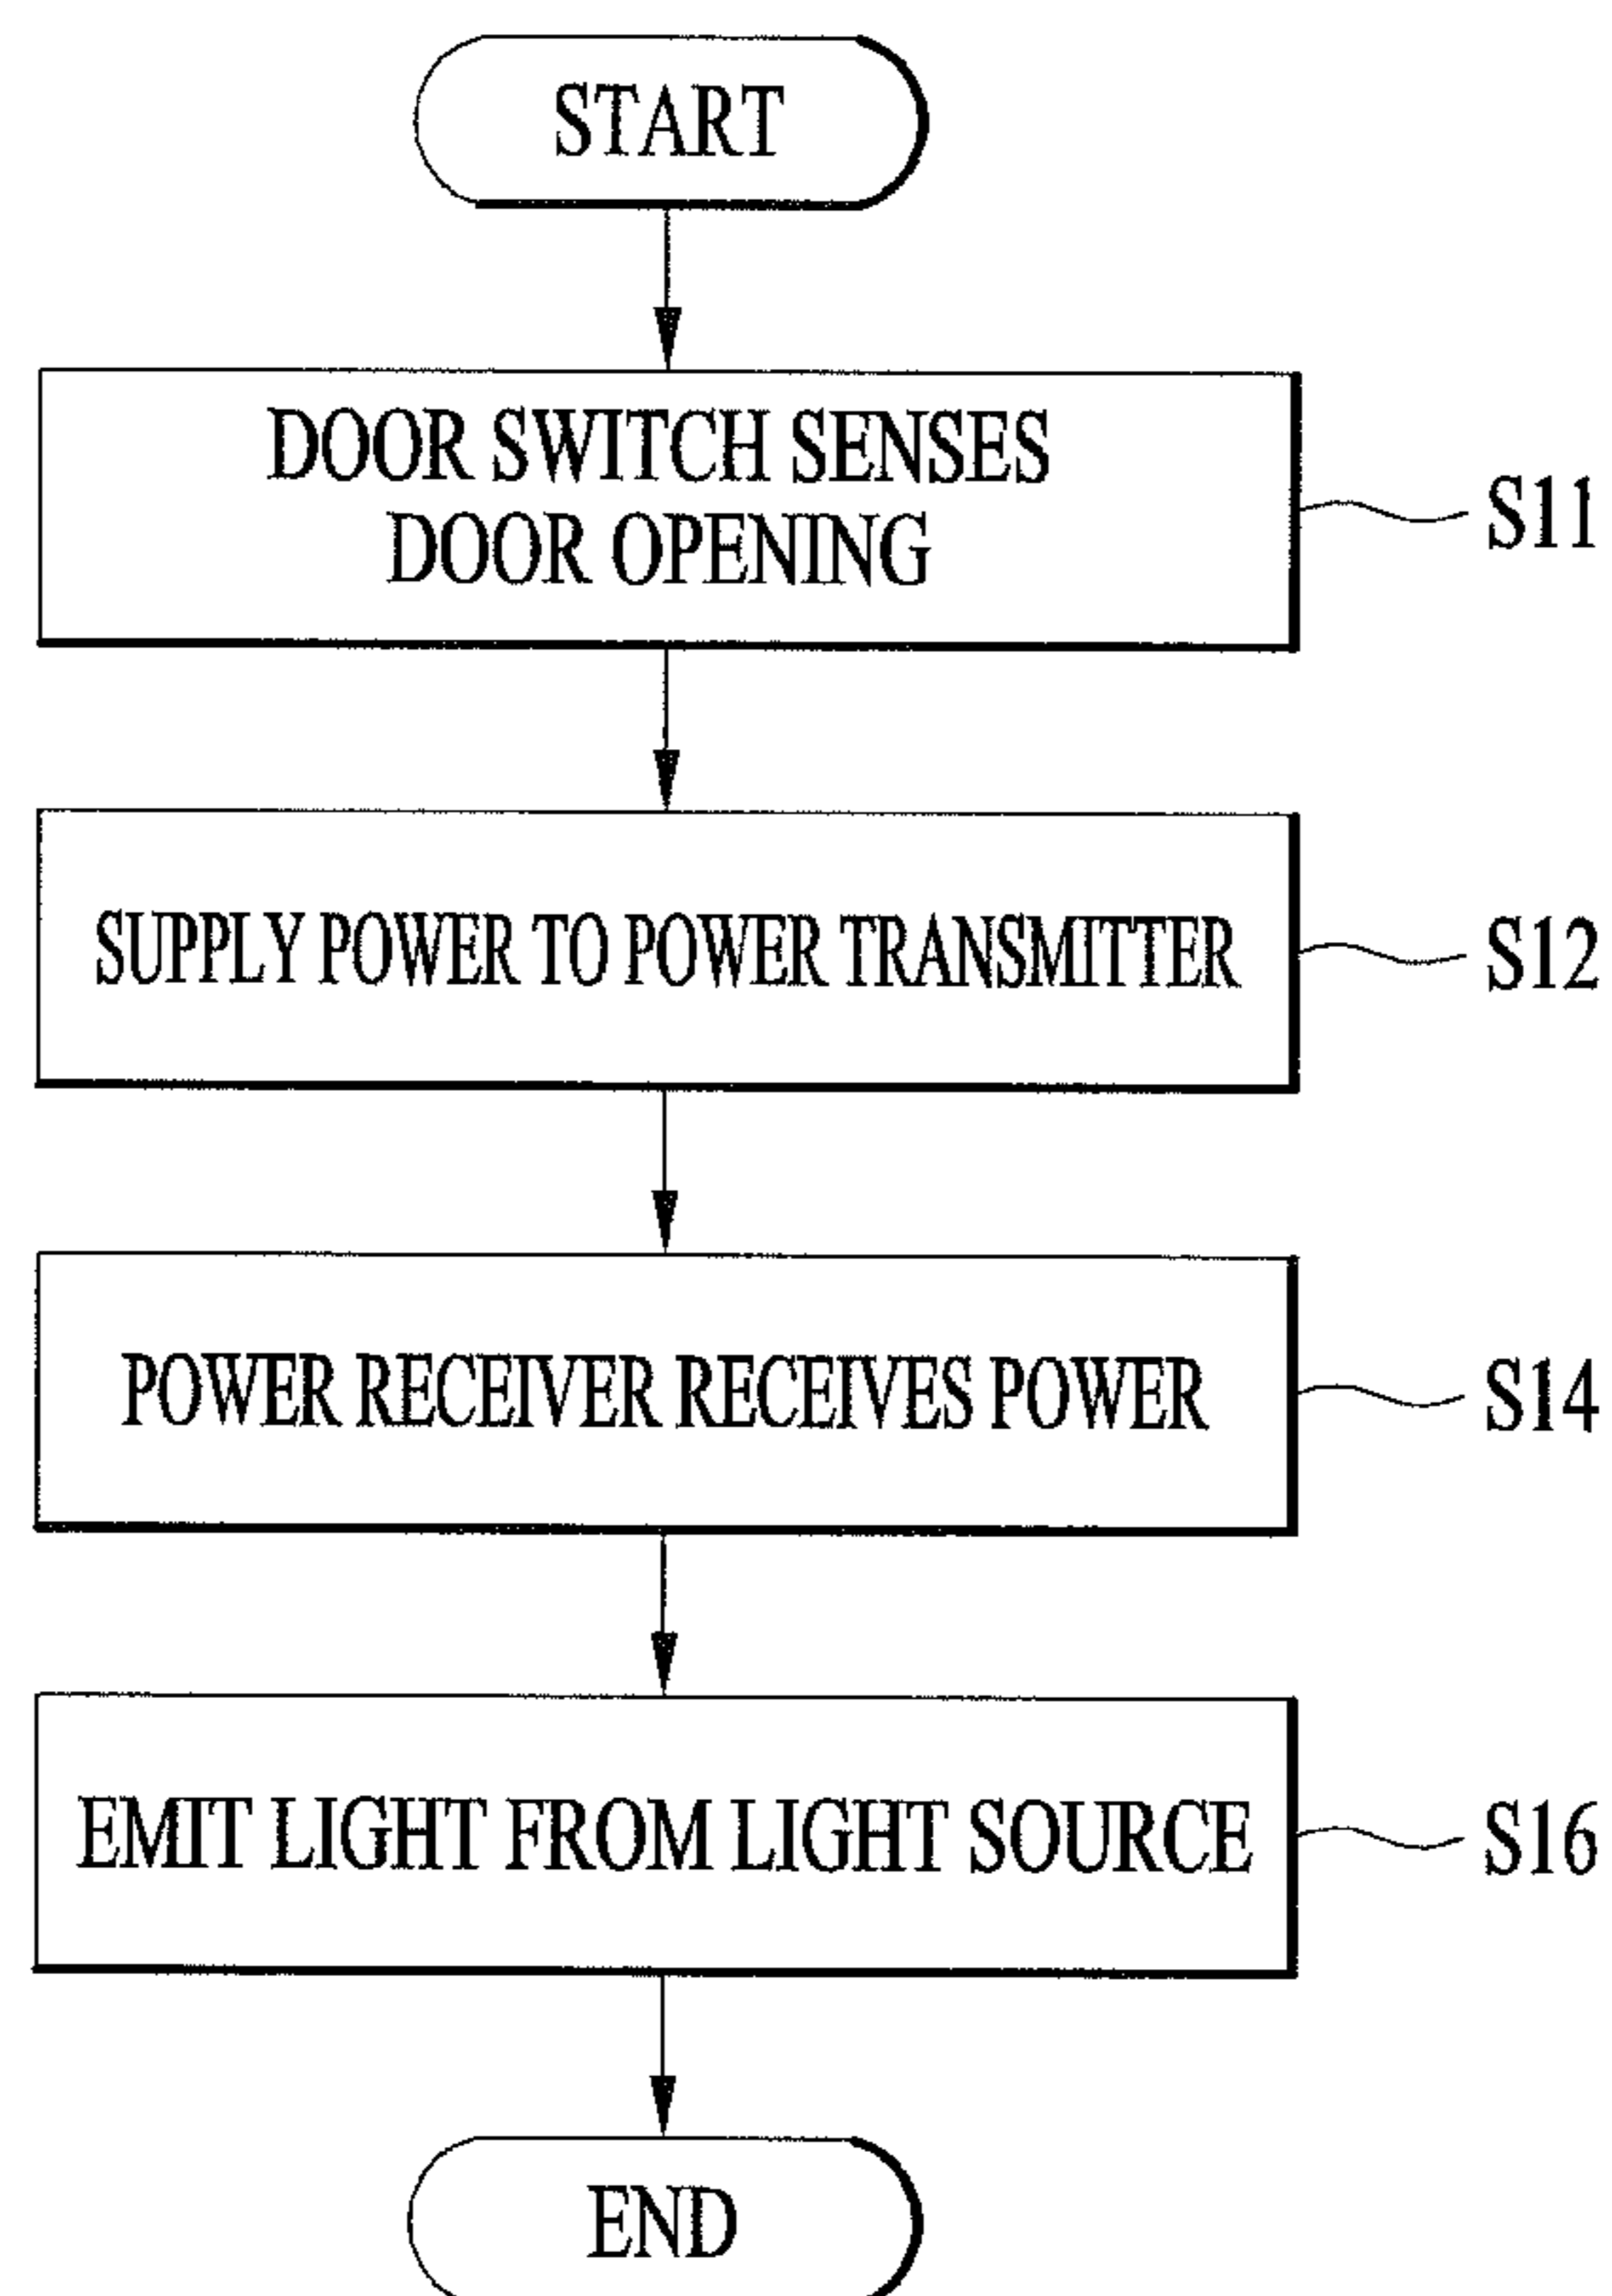 START
DOOR SWITCH SENSES
DOOR OPENING
S11
SUPPLY POWER TO POWER TRANSMITTER
S12
POWER RECEIVER RECEIVES POWER
S14
EMIT LIGHT FROM LIGHT SOURCE
S16
END